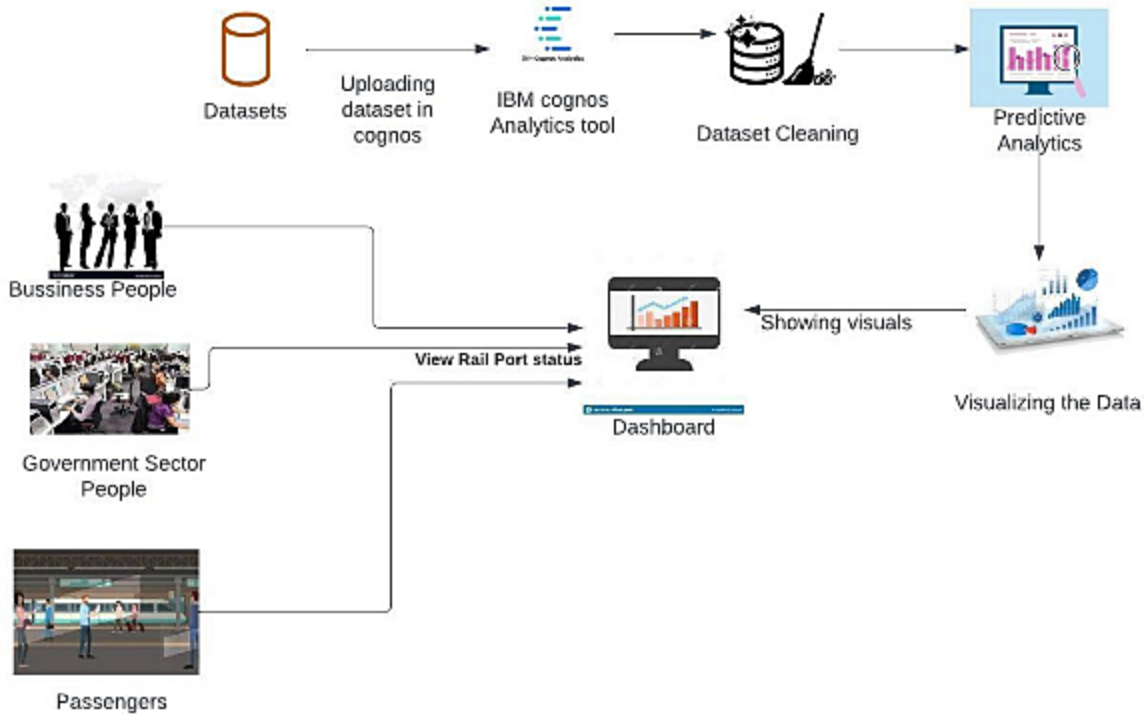 Datasets
Uploading
dataset in
cognos
IBM cognos
Analytics tool
Dataset Cleaning
Predictive
Analytics
Bussiness People
View Rail Port status
Showing visuals
Dashboard
Visualizing the Data
Government Sector
People
Passengers